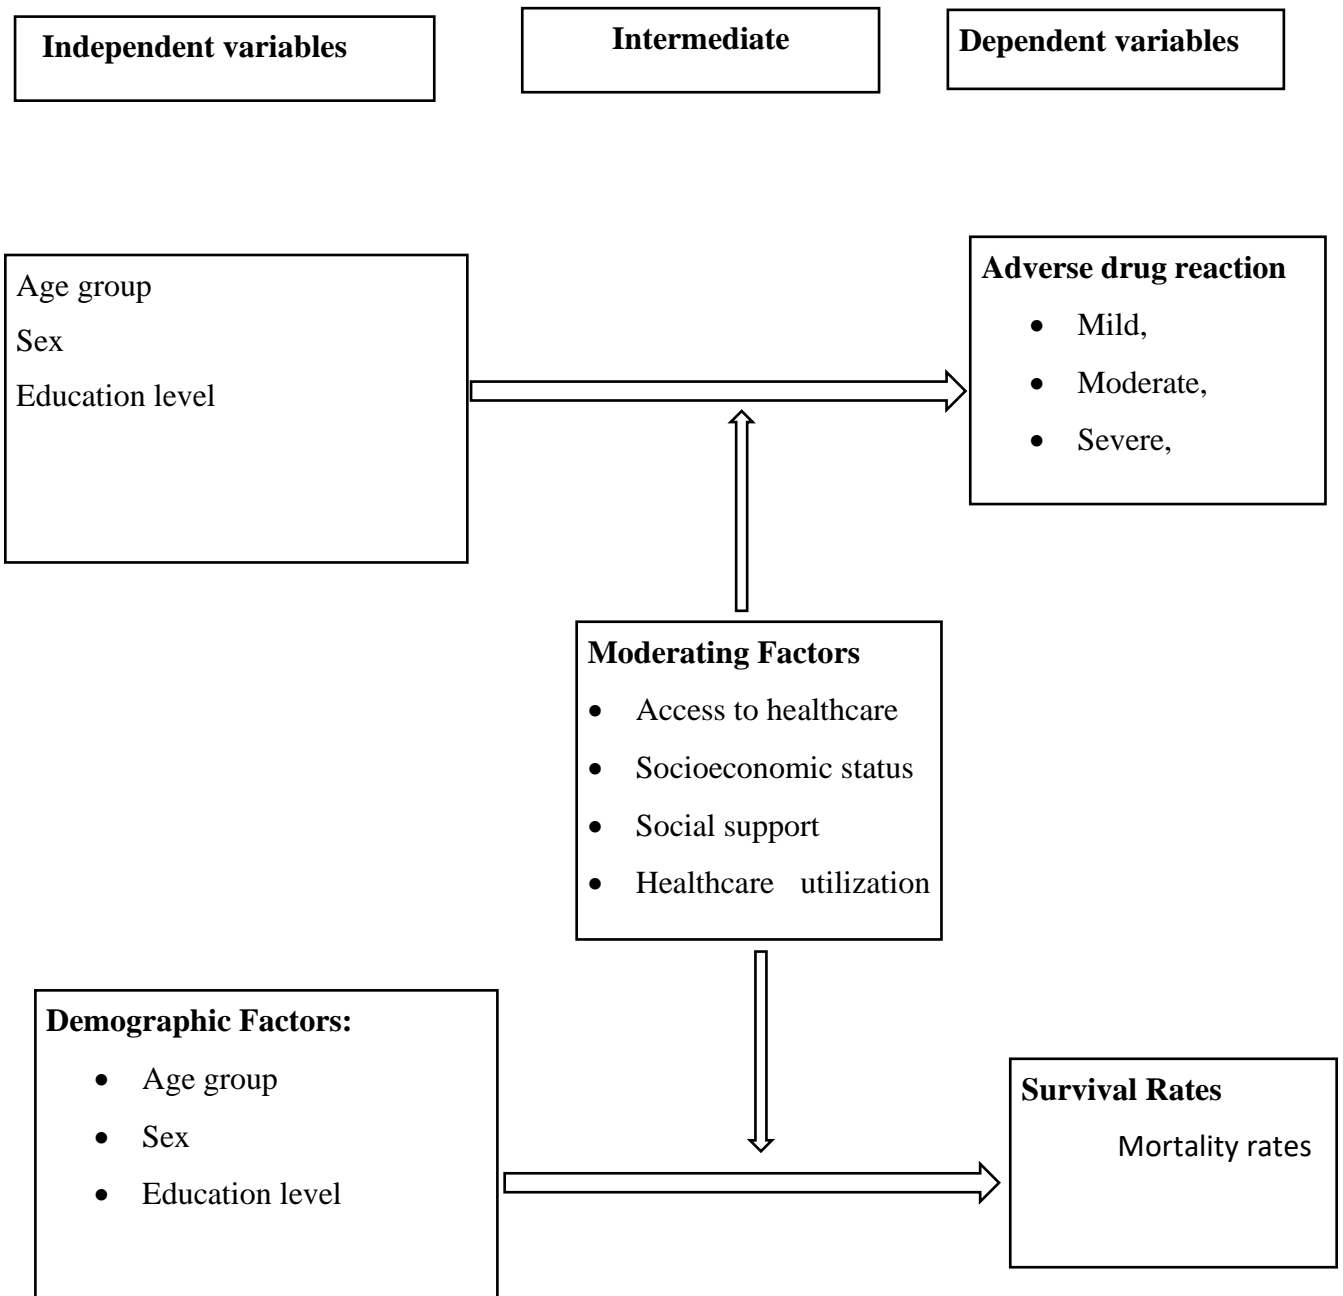 Independent variables
Intermediate
Dependent variables
Age group
Sex
Education level
Adverse drug reaction
• Mild,
• Moderate,
• Severe,
Moderating Factors
• Access to healthcare
• Socioeconomic status
• Social support
• Healthcare utilization
Demographic Factors:
• Age group
• Sex
• Education level
Survival Rates
Mortality rates